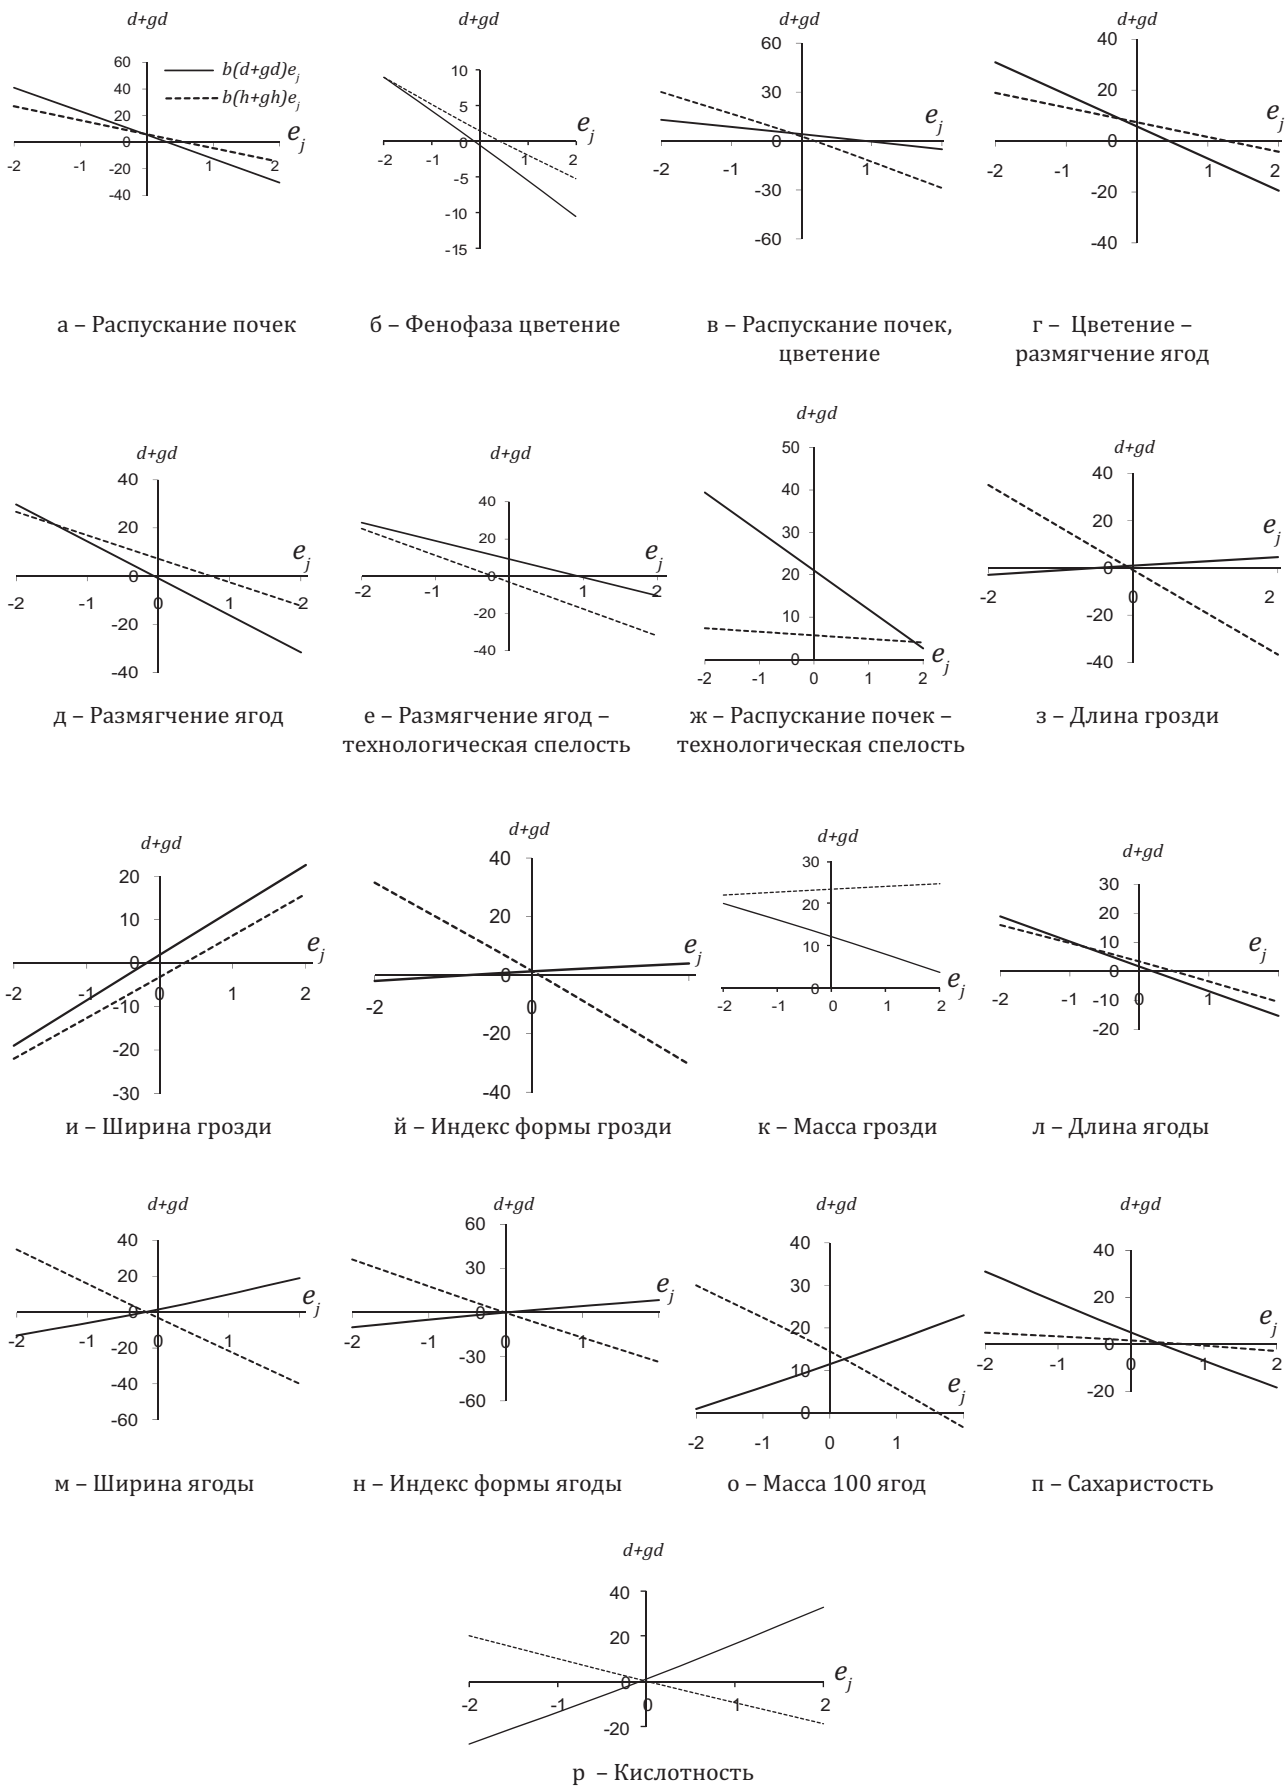 d+gd
60
40
20
0
-20
-40
-2
-1
1
2
b(d+gd)e_j
b(h+gh)e_j
e_j
а – Распускание почек
d+gd
10
5
0
-5
-10
-15
-2
-1
0
1
2
e_j
б – Фенофаза цветение
d+gd
60
30
0
-30
-60
-2
-1
1
e_j
в – Распускание почек,
цветение
d+gd
40
20
0
-20
-40
-2
-1
0
1
2
e_j
г – Цветение –
размягчение ягод
d+gd
40
20
0
-20
-40
-2
-1
0
1
2
e_j
д – Размягчение ягод
d+gd
40
20
0
-20
-40
-2
-1
0
1
2
e_j
е – Размягчение ягод –
технологическая спелость
d+gd
50
40
30
20
10
0
-2
-1
0
1
2
e_j
ж – Распускание почек –
технологическая спелость
d+gd
40
20
0
-20
-40
-2
0
2
e_j
з – Длина грозди
d+gd
20
10
0
-10
-20
-30
-2
-1
0
1
2
e_j
и – Ширина грозди
d+gd
40
20
0
-20
-40
-2
0
e_j
й – Индекс формы грозди
d+gd
30
20
10
0
-2
-1
0
1
2
e_j
к – Масса грозди
d+gd
30
20
10
0
-10
-20
-2
-1
0
1
e_j
л – Длина ягоды
d+gd
40
20
0
-20
-40
-60
-2
-1
0
1
e_j
м – Ширина ягоды
d+gd
60
30
0
-30
-60
-2
-1
0
1
e_j
н – Индекс формы ягоды
d+gd
40
30
20
10
0
-2
-1
0
1
e_j
о – Масса 100 ягод
d+gd
40
20
0
-20
-2
-1
0
1
2
e_j
п – Сахаристость
d+gd
40
20
0
-20
-2
-1
0
1
2
e_j
р – Кислотность